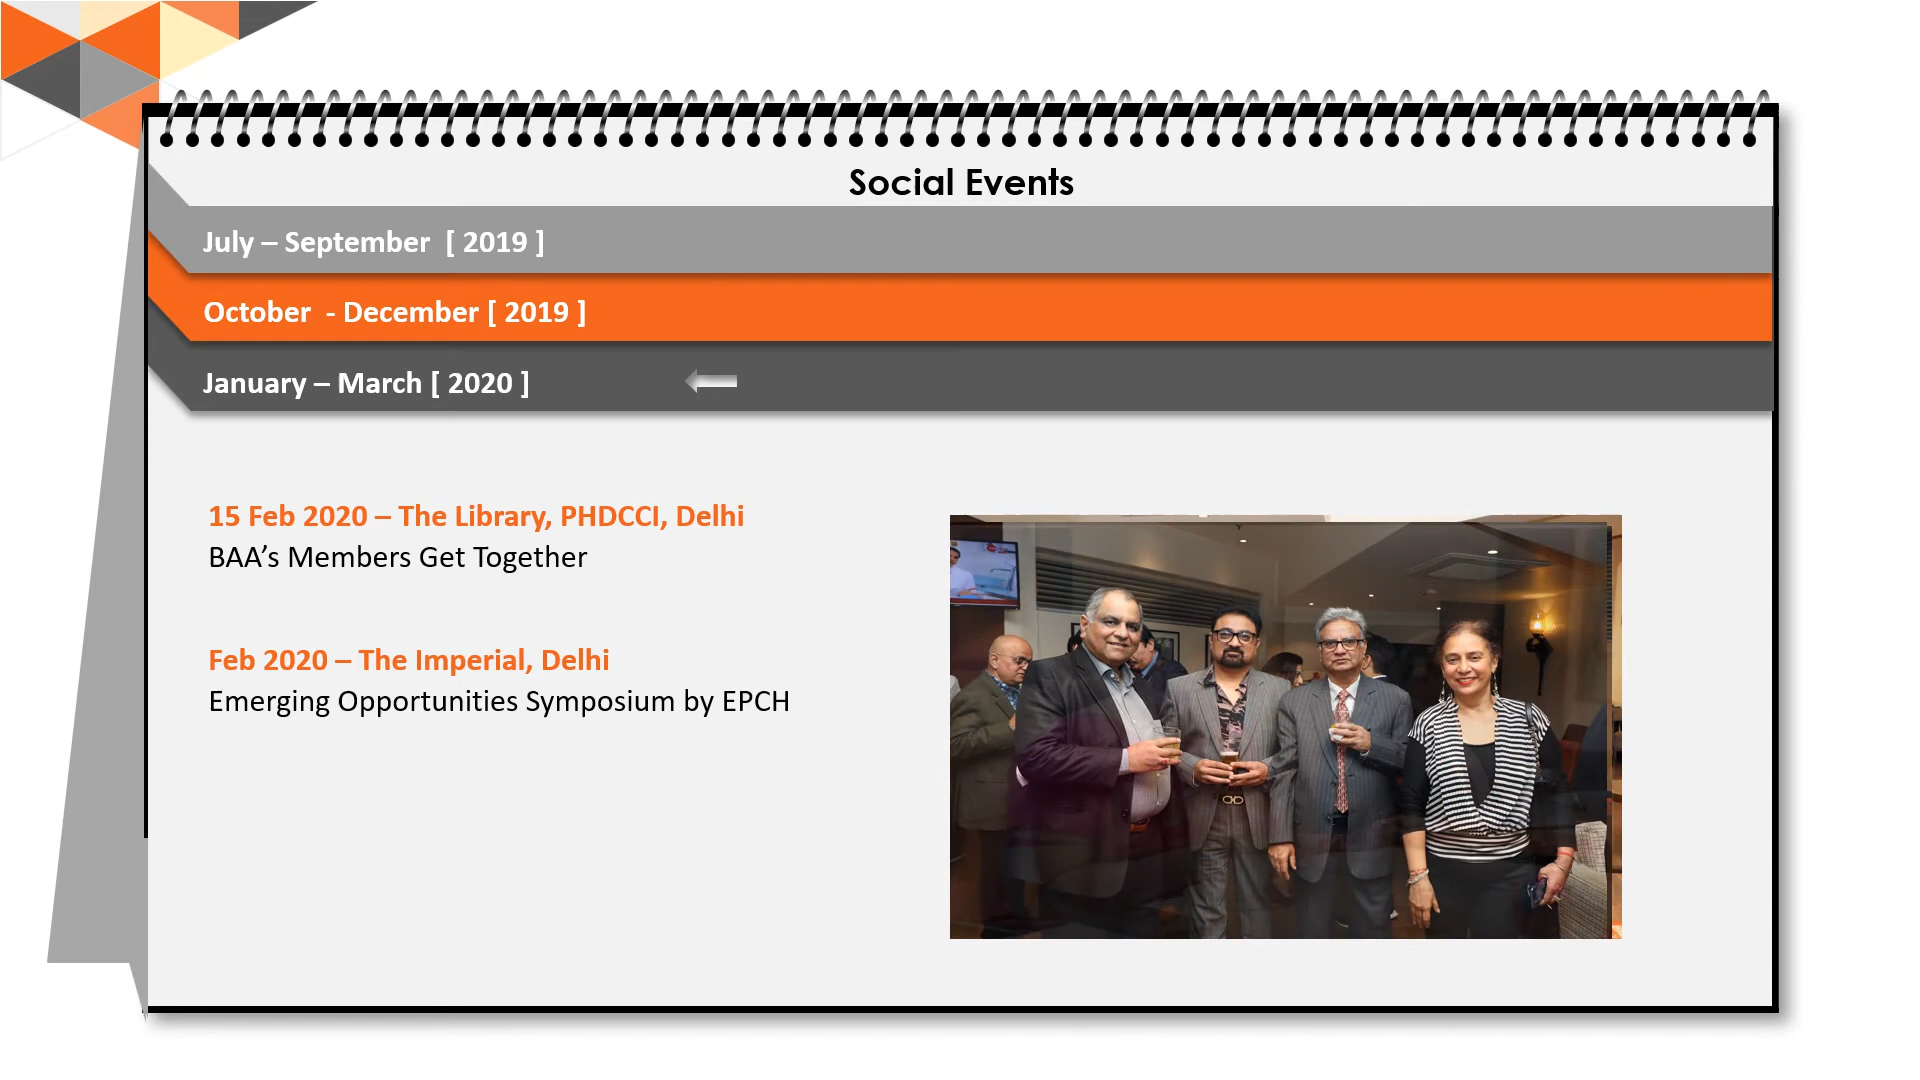 Social Events
July – September  [ 2019 ]
October  - December [ 2019 ]
January – March [ 2020 ]
15 Feb 2020 – The Library, PHDCCI, Delhi
BAA’s Members Get Together
Feb 2020 – The Imperial, Delhi
Emerging Opportunities Symposium by EPCH